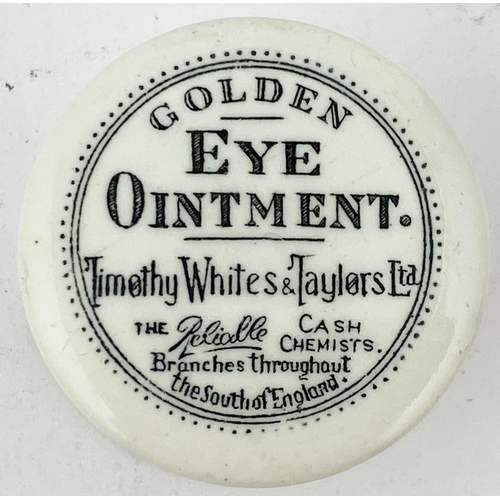 GOLDEN
EYE
OINTMENT.
Timothy Whites & Taylors Ltd
THE Reliable CASH
CHEMISTS.
Branches throughout
the South of England.